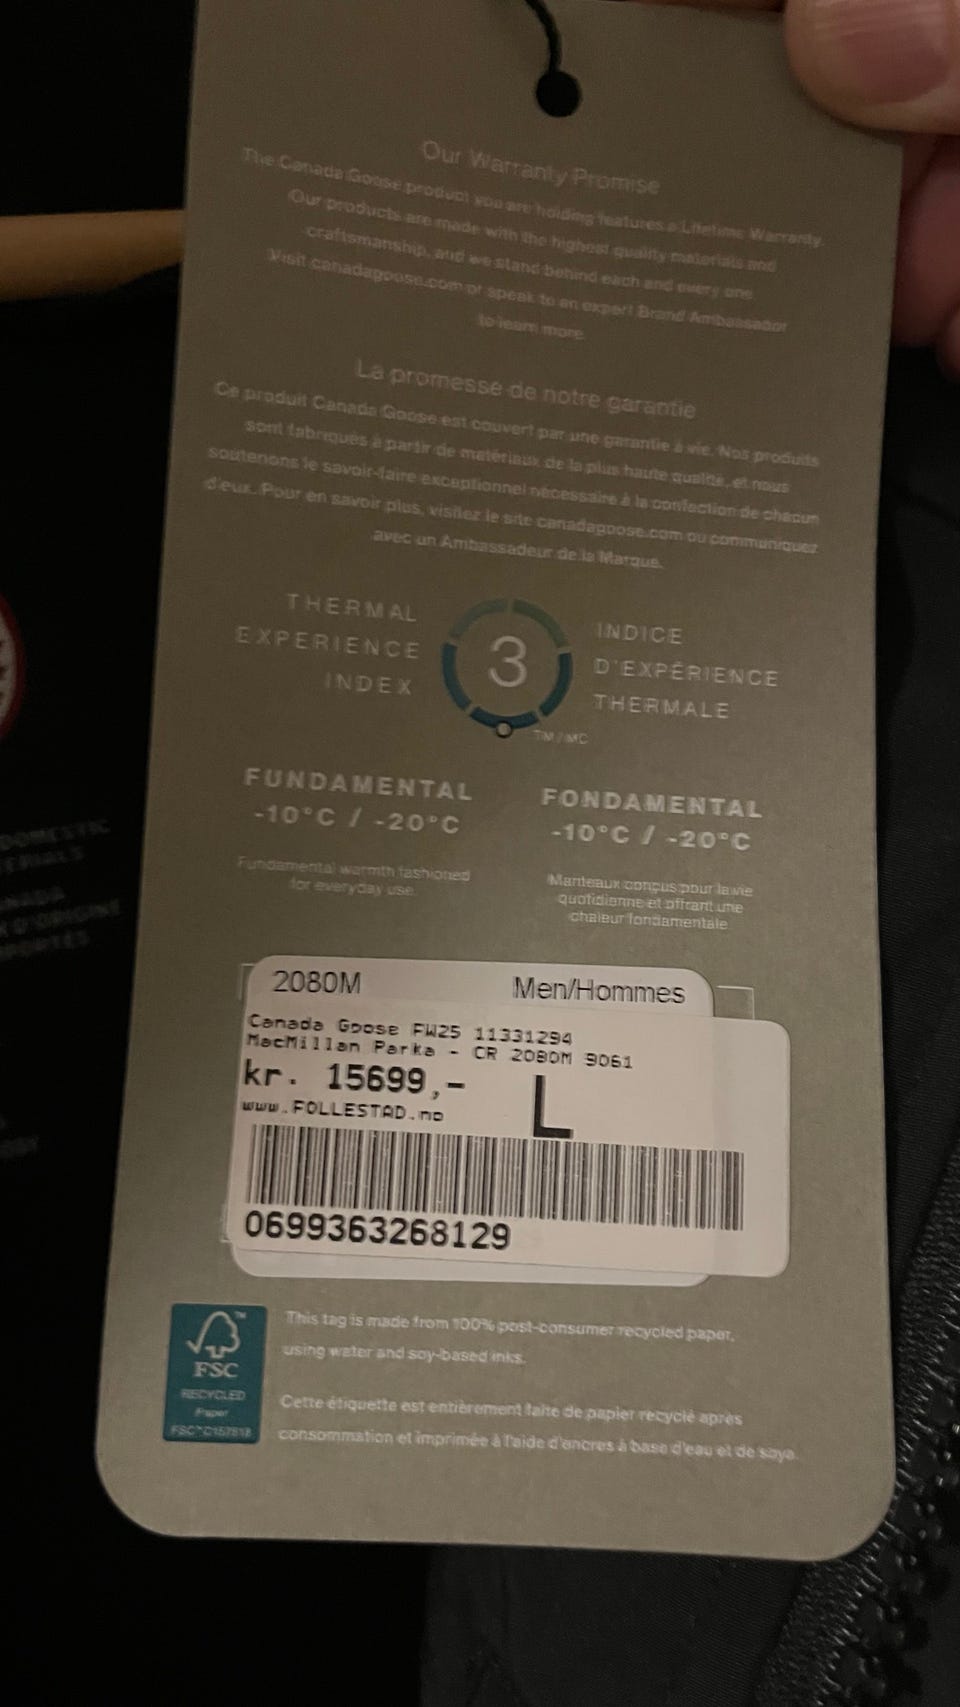 Our Warranty Promise
The Canada Goose product you are holding features a Lifetime Warranty.
Our products are made with the highest quality materials and
craftsmanship, and we stand behind each and every one.
Visit canadagoose.com or speak to an expert Brand Ambassador
to learn more.
La promesse de notre garantie
Ce produit Canada Goose est couvert par une garantie à vie. Nos produits
sont fabriqués à partir de matériaux de la plus haute qualité, et nous
soutenons le savoir-faire exceptionnel nécessaire à la confection de chacun
d'eux. Pour en savoir plus, visitez le site canadagoose.com ou communiquez
avec un Ambassadeur de la Marque.
THERMAL
EXPERIENCE
INDEX
3
TM/MC
INDICE
D'EXPÉRIENCE
THERMALE
FUNDAMENTAL
-10°C / -20°C
Fundamental warmth fashioned
for everyday use.
FONDAMENTAL
-10°C / -20°C
Manteaux conçus pour la vie
quotidienne et offrant une
chaleur fondamentale.
2080M Men/Hommes
Canada Goose FW25 11331294
MacMillan Parka - CR 2080M 9061
kr. 15699,- L
www.FOLLESTAD.no
0699363268129
FSC™
RECYCLED
Paper
FSC™ C157818
This tag is made from 100% post-consumer recycled paper,
using water and soy-based inks.
Cette étiquette est entièrement faite de papier recyclé après
consommation et imprimée à l'aide d'encres à base d'eau et de soya.
DOMESTIC
D'ORIGINE